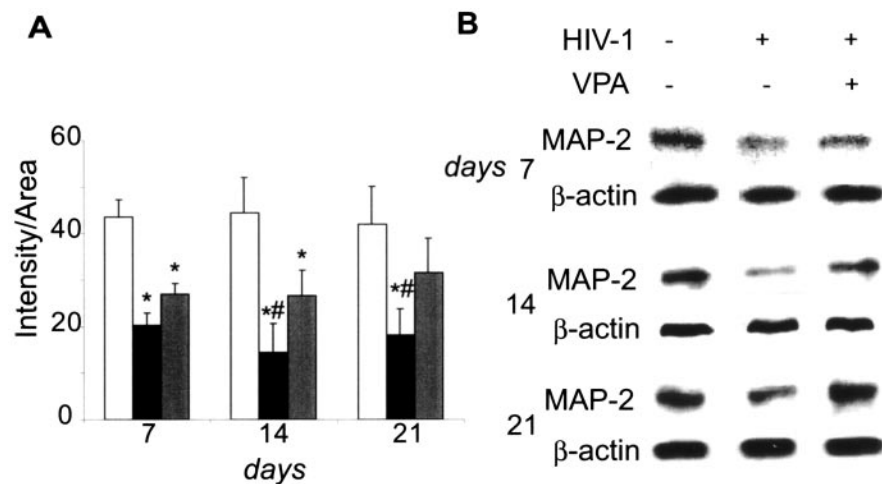 A
60
40
20
0
Intensity/Area
* *
*# *
*#
7 14 21
days
B
HIV-1 - + +
VPA - - +
days 7
MAP-2
β-actin
14
MAP-2
β-actin
21
MAP-2
β-actin